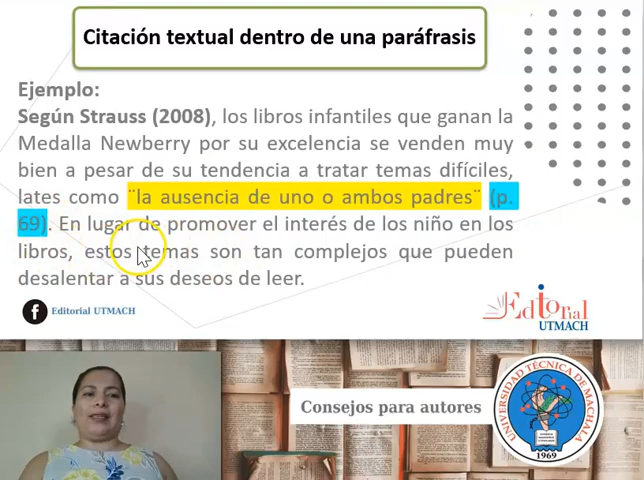 Citación textual dentro de una paráfrasis
Ejemplo:
Según Strauss (2008), los libros infantiles que ganan la
Medalla Newberry por su excelencia se venden muy
bien a pesar de su tendencia a tratar temas difíciles,
lates como ¨la ausencia de uno o ambos padres¨ (p.
69). En lugar de promover el interés de los niño en los
libros, estos temas son tan complejos que pueden
desalentar a sus deseos de leer.
Editorial UTMACH
Editorial
UTMACH
Consejos para autores
UNIVERSIDAD TÉCNICA DE MACHALA
1969